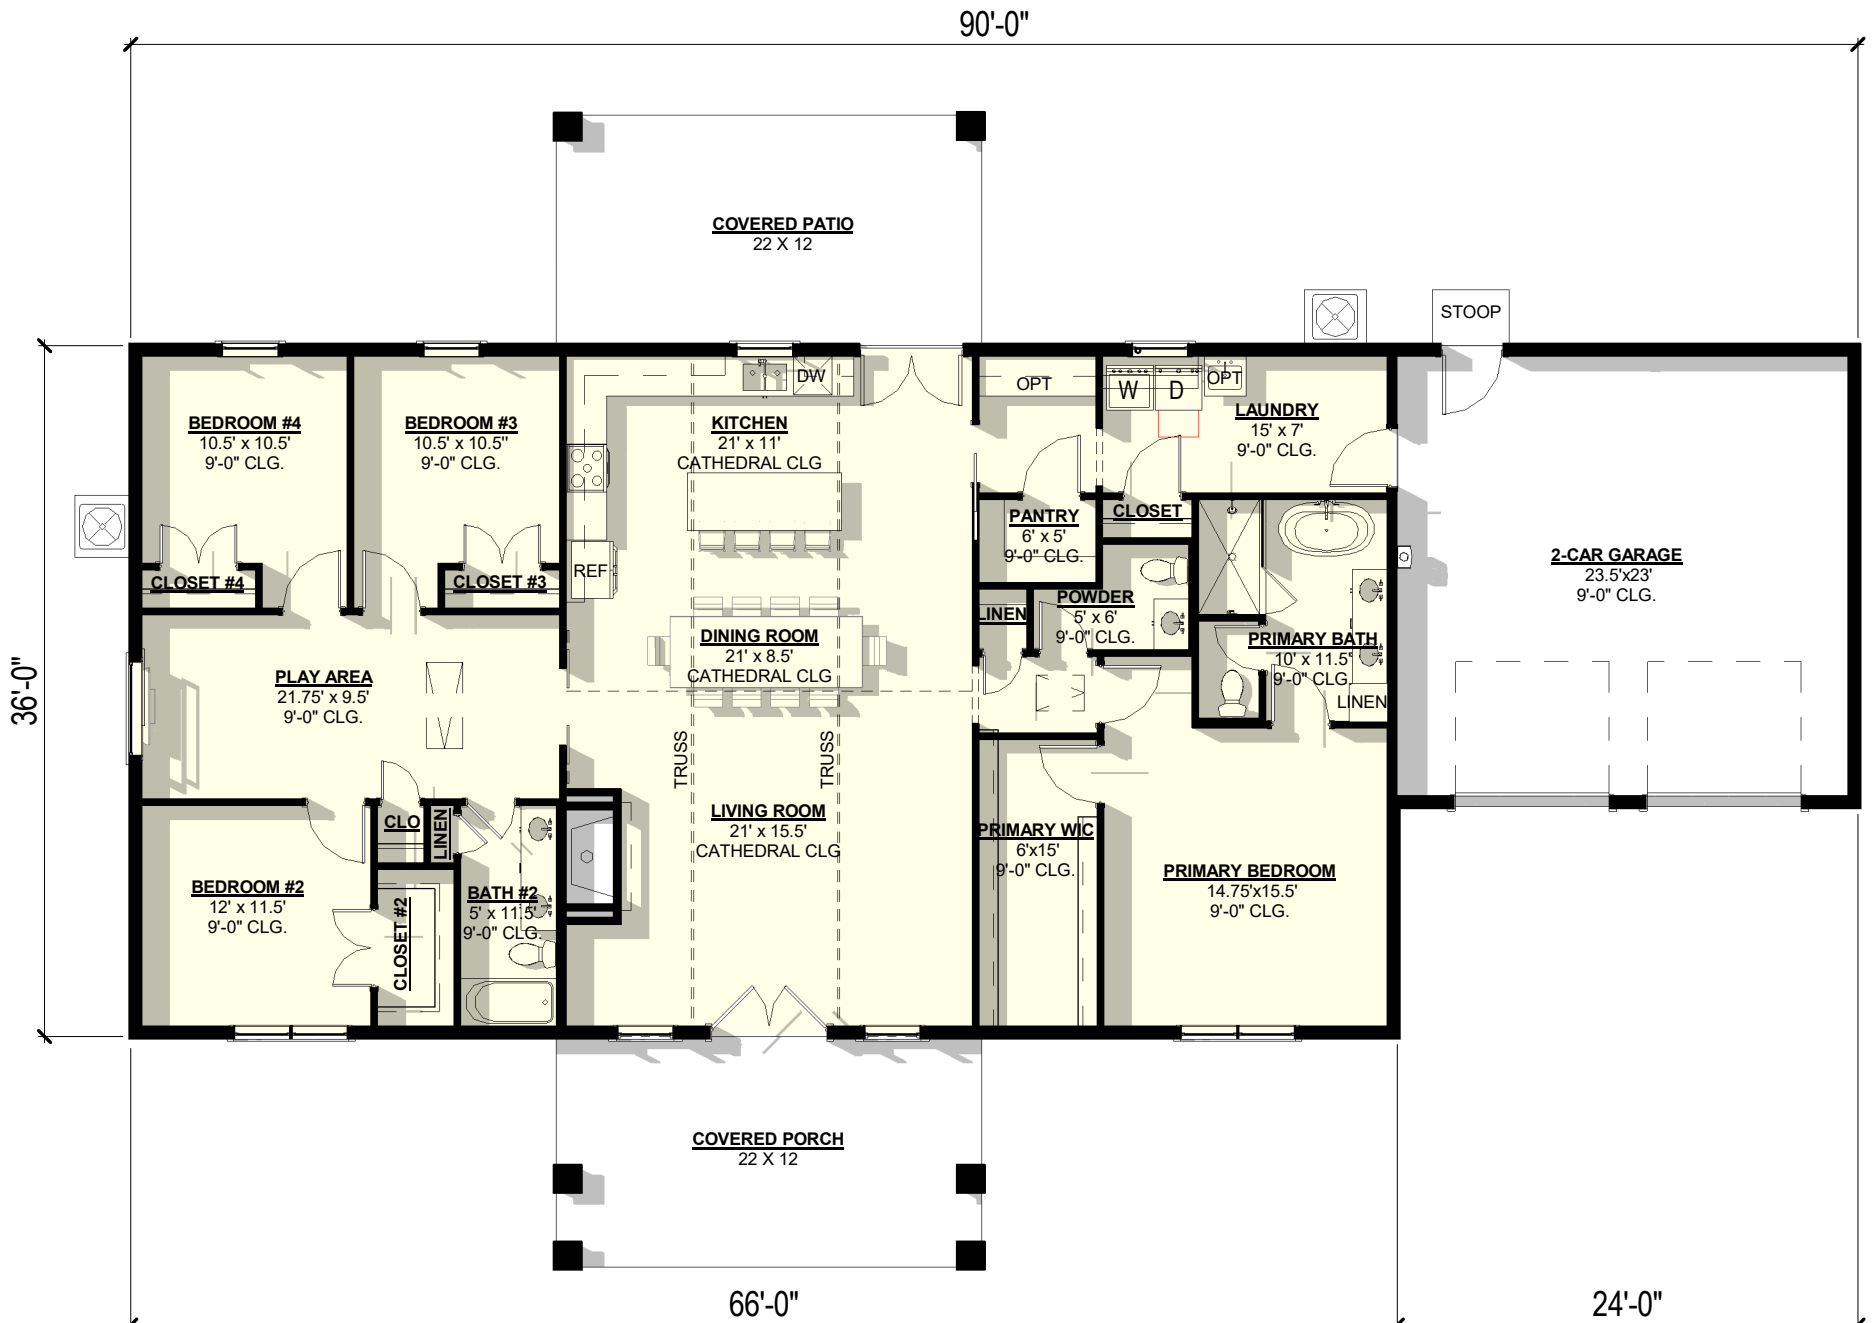 90'-0"
COVERED PATIO
22 X 12
STOOP
36'-0"
BEDROOM #4
10.5' x 10.5'
9'-0" CLG.
BEDROOM #3
10.5' x 10.5"
9'-0" CLG.
DW
KITCHEN
21' x 11'
CATHEDRAL CLG
OPT
W
D
OPT
LAUNDRY
15' x 7'
9'-0" CLG.
CLOSET #4
CLOSET #3
REF
PANTRY
6' x 5'
9'-0" CLG.
CLOSET
2-CAR GARAGE
23.5'x23'
9'-0" CLG.
LINEN
POWDER
5' x 6'
9'-0" CLG.
DINING ROOM
21' x 8.5'
CATHEDRAL CLG
PRIMARY BATH
10' x 11.5'
9'-0" CLG.
LINEN
PLAY AREA
21.75' x 9.5'
9'-0" CLG.
TRUSS
TRUSS
LIVING ROOM
21' x 15.5'
CATHEDRAL CLG
CLO
LINEN
PRIMARY WIC
6'x15'
9'-0" CLG.
PRIMARY BEDROOM
14.75'x15.5'
9'-0" CLG.
BEDROOM #2
12' x 11.5'
9'-0" CLG.
CLOSET #2
BATH #2
5' x 11.5'
9'-0" CLG.
COVERED PORCH
22 X 12
66'-0"
24'-0"